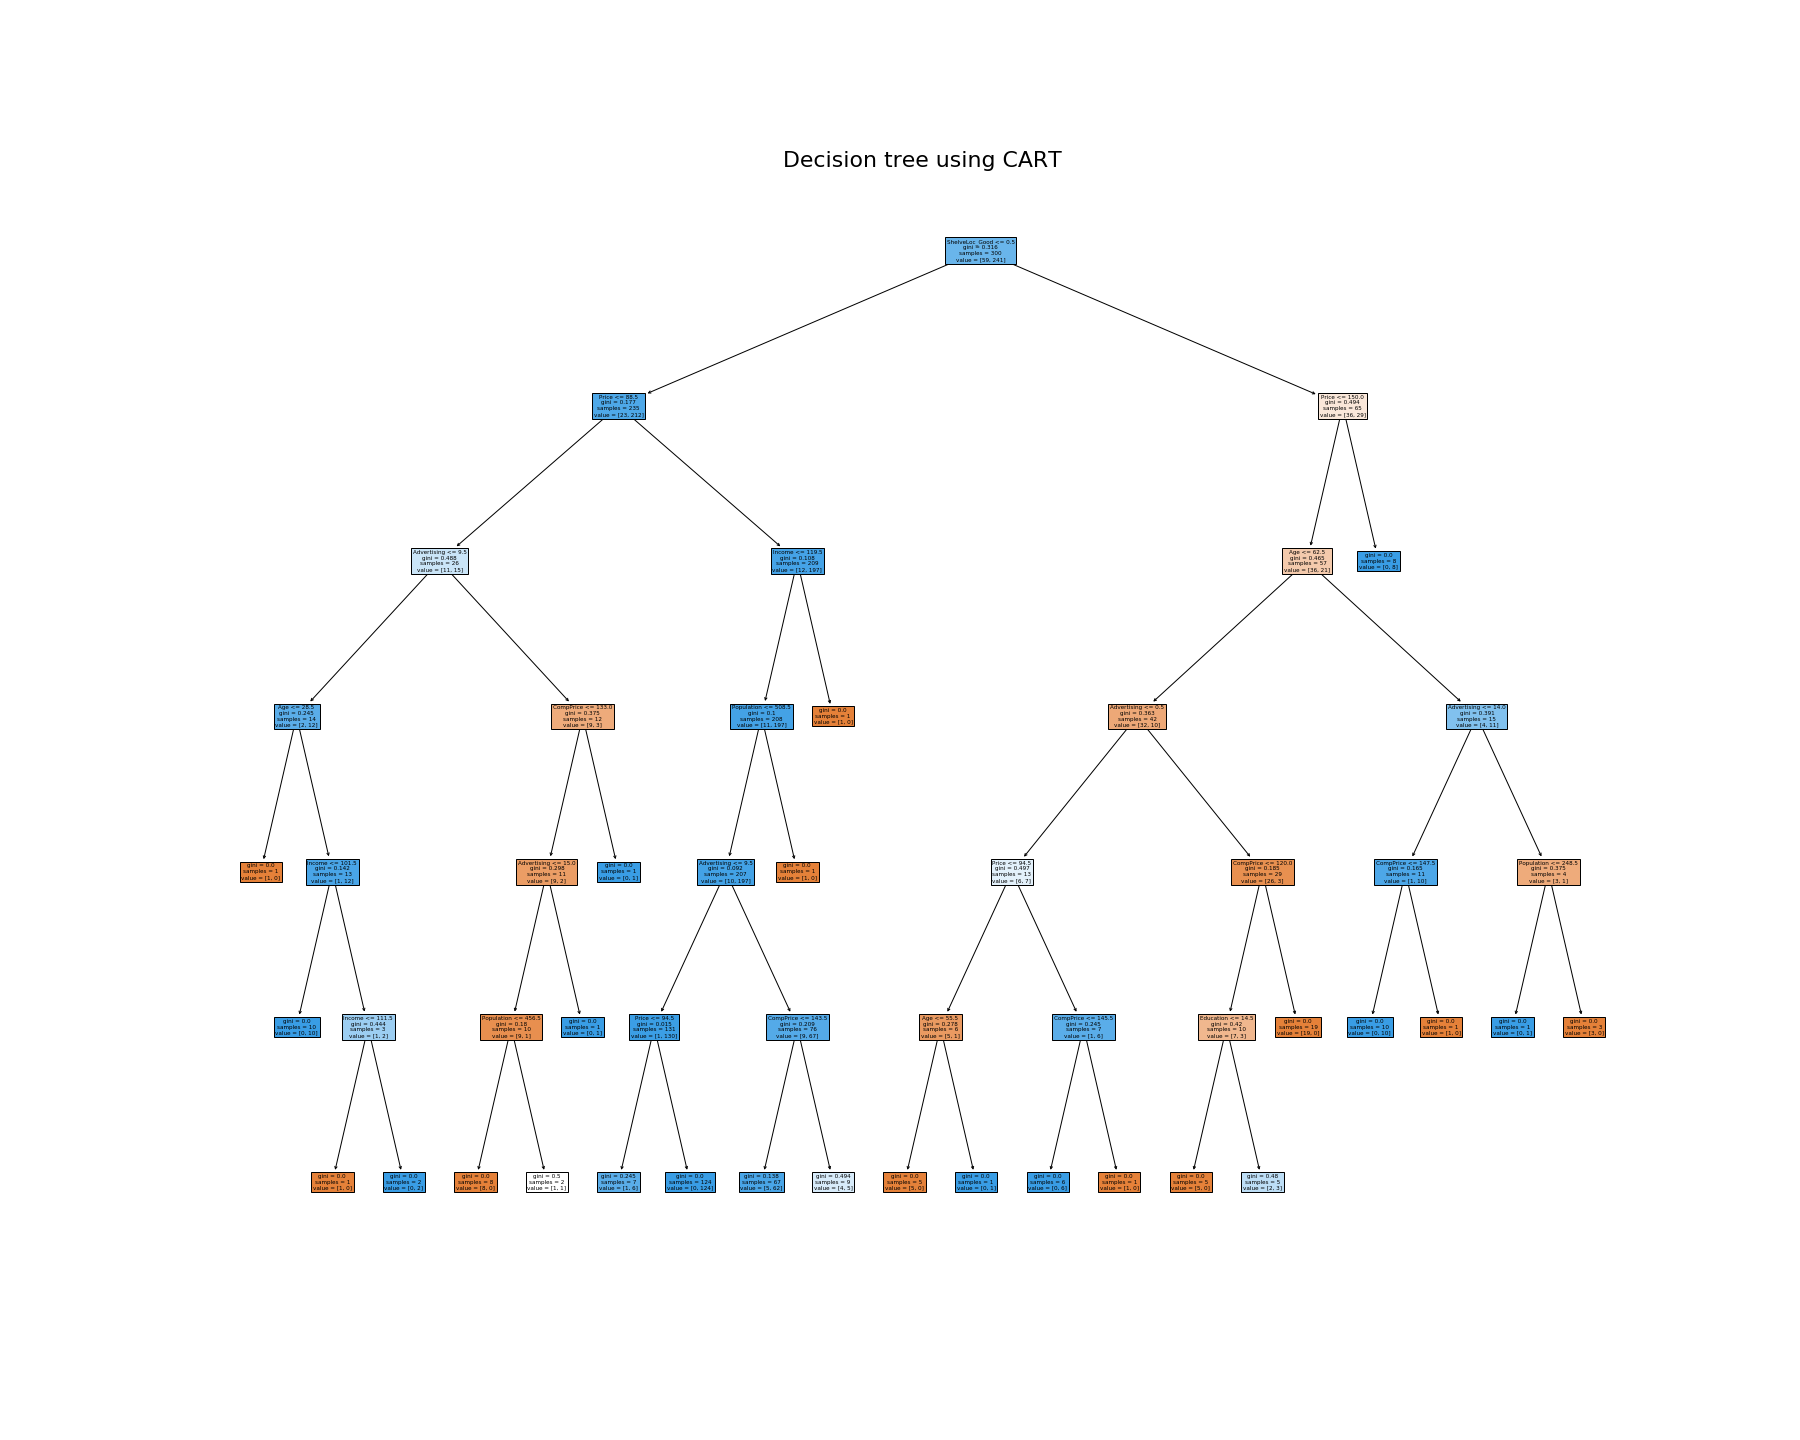 Decision tree using CART
ShelveLoc_Good <= 0.5
gini = 0.316
samples = 300
value = [59, 241]
Price <= 88.5
gini = 0.177
samples = 235
value = [23, 212]
Price <= 150.0
gini = 0.494
samples = 65
value = [36, 29]
Advertising <= 9.5
gini = 0.488
samples = 26
value = [11, 15]
Income <= 119.5
gini = 0.108
samples = 209
value = [12, 197]
Age <= 62.5
gini = 0.465
samples = 57
value = [36, 21]
gini = 0.0
samples = 8
value = [0, 8]
Age <= 28.5
gini = 0.245
samples = 14
value = [2, 12]
CompPrice <= 133.0
gini = 0.375
samples = 12
value = [9, 3]
Population <= 508.5
gini = 0.1
samples = 208
value = [11, 197]
gini = 0.0
samples = 1
value = [1, 0]
Advertising <= 0.5
gini = 0.363
samples = 42
value = [32, 10]
Advertising <= 14.0
gini = 0.391
samples = 15
value = [4, 11]
gini = 0.0
samples = 1
value = [1, 0]
Income <= 101.5
gini = 0.142
samples = 13
value = [1, 12]
Advertising <= 15.0
gini = 0.298
samples = 11
value = [9, 2]
gini = 0.0
samples = 1
value = [0, 1]
Advertising <= 9.5
gini = 0.092
samples = 207
value = [10, 197]
gini = 0.0
samples = 1
value = [1, 0]
Price <= 94.5
gini = 0.497
samples = 13
value = [6, 7]
CompPrice <= 120.0
gini = 0.185
samples = 29
value = [26, 3]
CompPrice <= 147.5
gini = 0.165
samples = 11
value = [1, 10]
Population <= 248.5
gini = 0.375
samples = 4
value = [3, 1]
gini = 0.0
samples = 10
value = [0, 10]
Income <= 111.5
gini = 0.444
samples = 3
value = [1, 2]
Population <= 456.5
gini = 0.18
samples = 10
value = [9, 1]
gini = 0.0
samples = 1
value = [0, 1]
Price <= 94.5
gini = 0.015
samples = 131
value = [1, 130]
CompPrice <= 143.5
gini = 0.209
samples = 76
value = [9, 67]
Age <= 55.5
gini = 0.278
samples = 6
value = [5, 1]
CompPrice <= 145.5
gini = 0.245
samples = 7
value = [1, 6]
Education <= 14.5
gini = 0.42
samples = 10
value = [7, 3]
gini = 0.0
samples = 19
value = [19, 0]
gini = 0.0
samples = 10
value = [0, 10]
gini = 0.0
samples = 1
value = [1, 0]
gini = 0.0
samples = 1
value = [0, 1]
gini = 0.0
samples = 3
value = [3, 0]
gini = 0.0
samples = 1
value = [1, 0]
gini = 0.0
samples = 2
value = [0, 2]
gini = 0.0
samples = 8
value = [8, 0]
gini = 0.5
samples = 2
value = [1, 1]
gini = 0.245
samples = 7
value = [1, 6]
gini = 0.0
samples = 124
value = [0, 124]
gini = 0.138
samples = 67
value = [5, 62]
gini = 0.494
samples = 9
value = [4, 5]
gini = 0.0
samples = 5
value = [5, 0]
gini = 0.0
samples = 1
value = [0, 1]
gini = 0.0
samples = 6
value = [0, 6]
gini = 0.0
samples = 1
value = [1, 0]
gini = 0.0
samples = 5
value = [5, 0]
gini = 0.48
samples = 5
value = [2, 3]